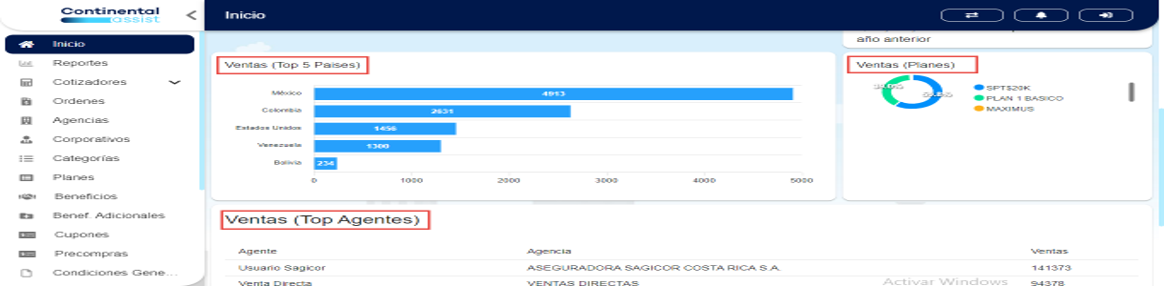 Continental
assist
Inicio
Inicio
Reportes
Cotizadores
Ordenes
Agencias
Corporativos
Categorías
Planes
Beneficios
Benef. Adicionales
Cupones
Precompras
Condiciones Gene...
año anterior
Ventas (Top 5 Paises)
México
4913
Colombia
2631
Estados Unidos
1456
Venezuela
1300
Bolivia
234
0 1000 2000 3000 4000 5000
Ventas (Planes)
SPT$20K
PLAN 1 BASICO
MAXIMUS
Ventas (Top Agentes)
Agente Agencia Ventas
Usuario Sagicor ASEGURADORA SAGICOR COSTA RICA S.A. 141373
Venta Directa VENTAS DIRECTAS 94378
Activar Windows